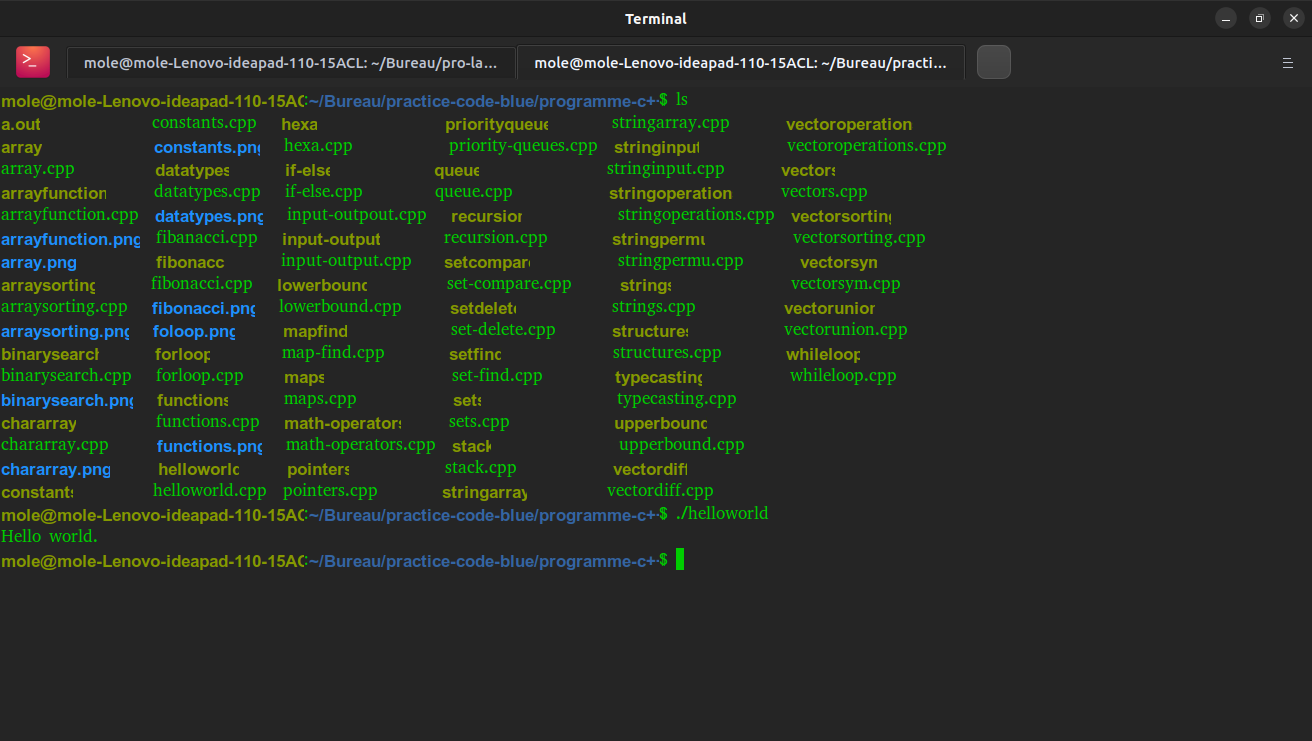 Terminal
>_ mole@mole-Lenovo-ideapad-110-15ACL: ~/Bureau/pro-la... mole@mole-Lenovo-ideapad-110-15ACL: ~/Bureau/practi...
mole@mole-Lenovo-ideapad-110-15AC:~/Bureau/practice-code-blue/programme-c+$ ls
a.out constants.cpp hexa priorityqueue stringarray.cpp vectoroperation
array constants.png hexa.cpp priority-queues.cpp stringinput vectoroperations.cpp
array.cpp datatypes if-else queue stringinput.cpp vectors
arrayfunction datatypes.cpp if-else.cpp queue.cpp stringoperation vectors.cpp
arrayfunction.cpp datatypes.png input-outpout.cpp recursion stringoperations.cpp vectorsorting
arrayfunction.png fibanacci.cpp input-output recursion.cpp stringpermu vectorsorting.cpp
array.png fibonacc input-output.cpp setcompare stringpermu.cpp vectorsym
arraysorting fibonacci.cpp lowerbound set-compare.cpp strings vectorsym.cpp
arraysorting.cpp fibonacci.png lowerbound.cpp setdelete strings.cpp vectorunion
arraysorting.png foloop.png mapfind set-delete.cpp structures vectorunion.cpp
binarysearch forloop map-find.cpp setfind structures.cpp whileloop
binarysearch.cpp forloop.cpp maps set-find.cpp typecasting whileloop.cpp
binarysearch.png functions maps.cpp sets typecasting.cpp
chararray functions.cpp math-operators sets.cpp upperbound
chararray.cpp functions.png math-operators.cpp stack upperbound.cpp
chararray.png helloworld pointers stack.cpp vectordiff
constants helloworld.cpp pointers.cpp stringarray vectordiff.cpp
mole@mole-Lenovo-ideapad-110-15AC:~/Bureau/practice-code-blue/programme-c+$ ./helloworld
Hello world.
mole@mole-Lenovo-ideapad-110-15AC:~/Bureau/practice-code-blue/programme-c+$